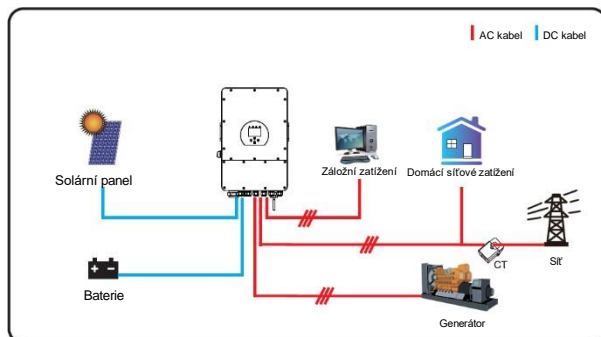 AC kabel
DC kabel
Solární panel
Záložní zatížení
Domácí síťové zatížení
CT
Síť
Baterie
Generátor